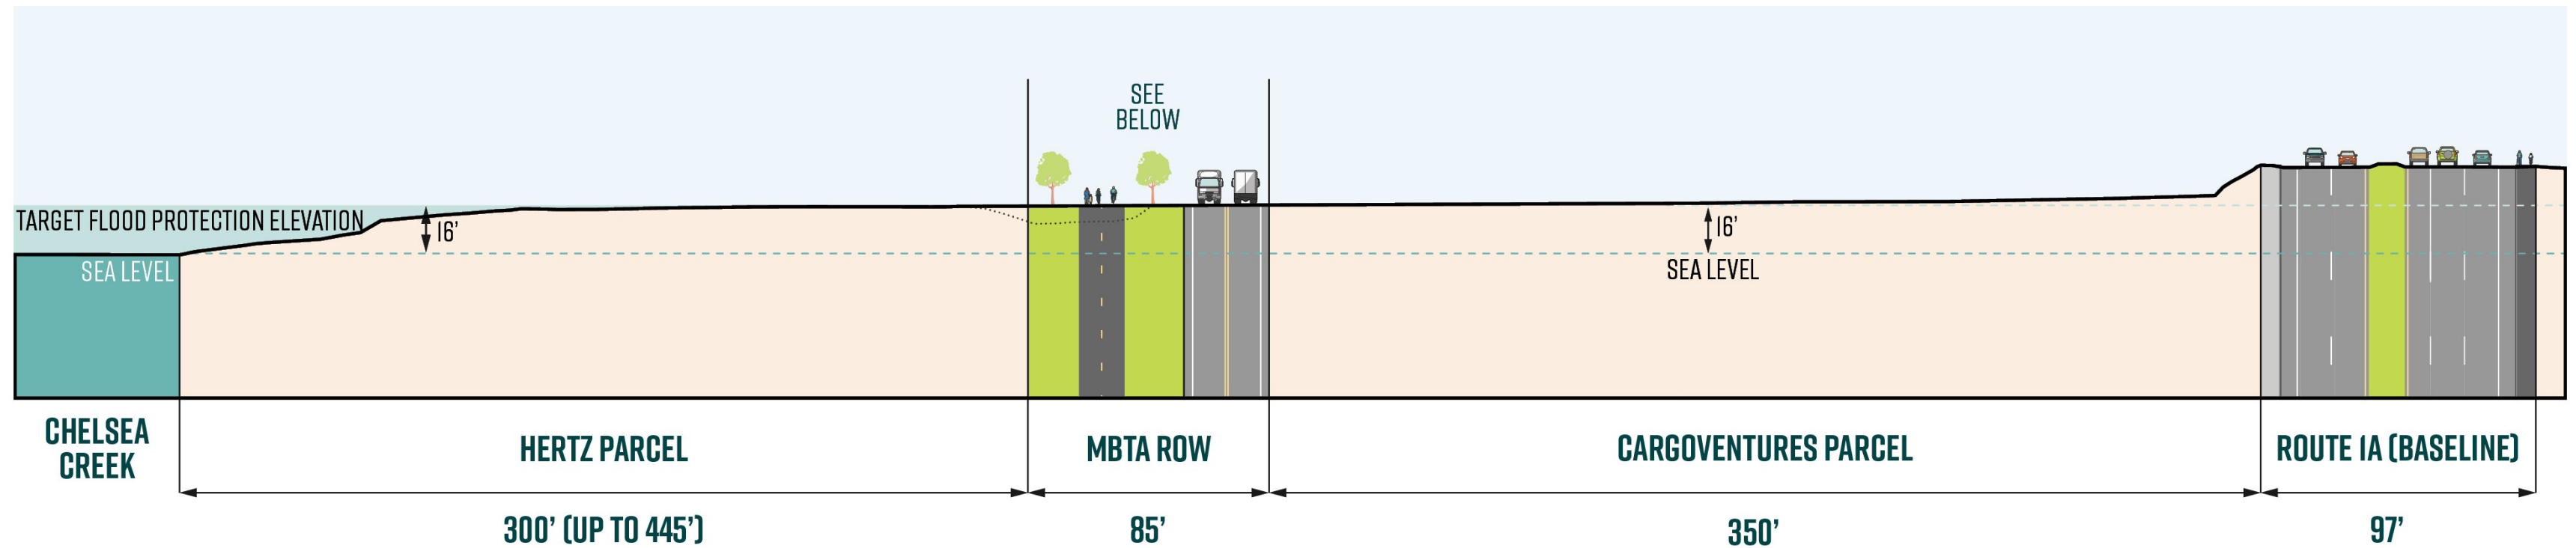 SEE
BELOW
TARGET FLOOD PROTECTION ELEVATION
16'
16'
SEA LEVEL
SEA LEVEL
CHELSEA
CREEK
HERTZ PARCEL
MBTA ROW
CARGOVENTURES PARCEL
ROUTE 1A (BASELINE)
300' (UP TO 445')
85'
350'
97'